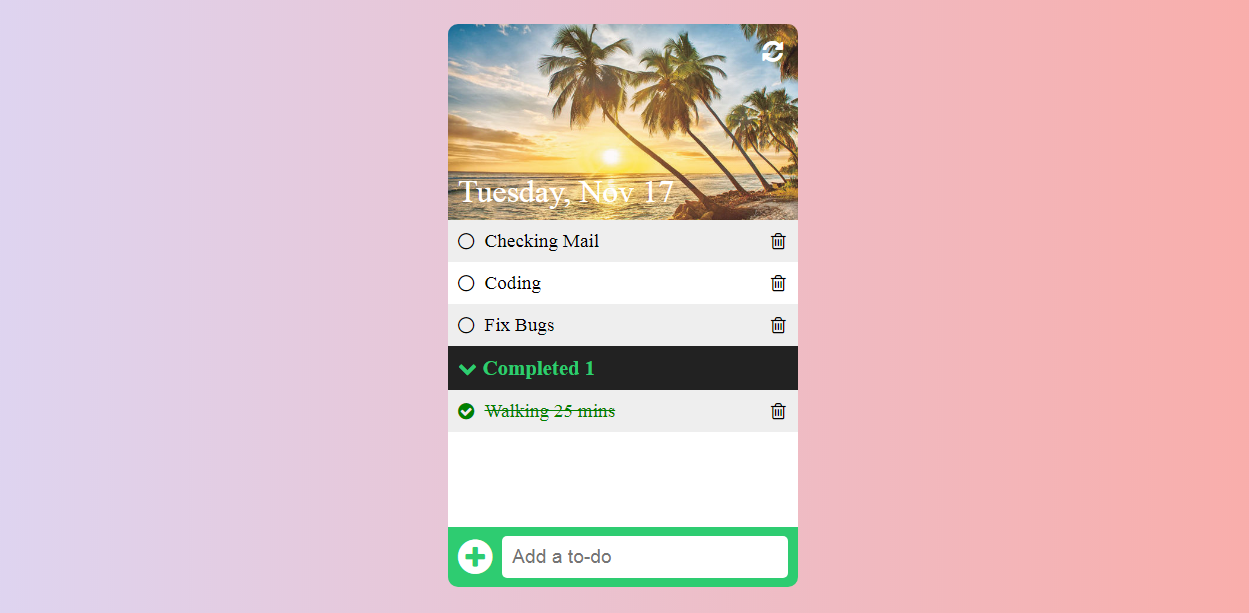 Tuesday, Nov 17
Checking Mail
Coding
Fix Bugs
Completed 1
Walking 25 mins
Add a to-do